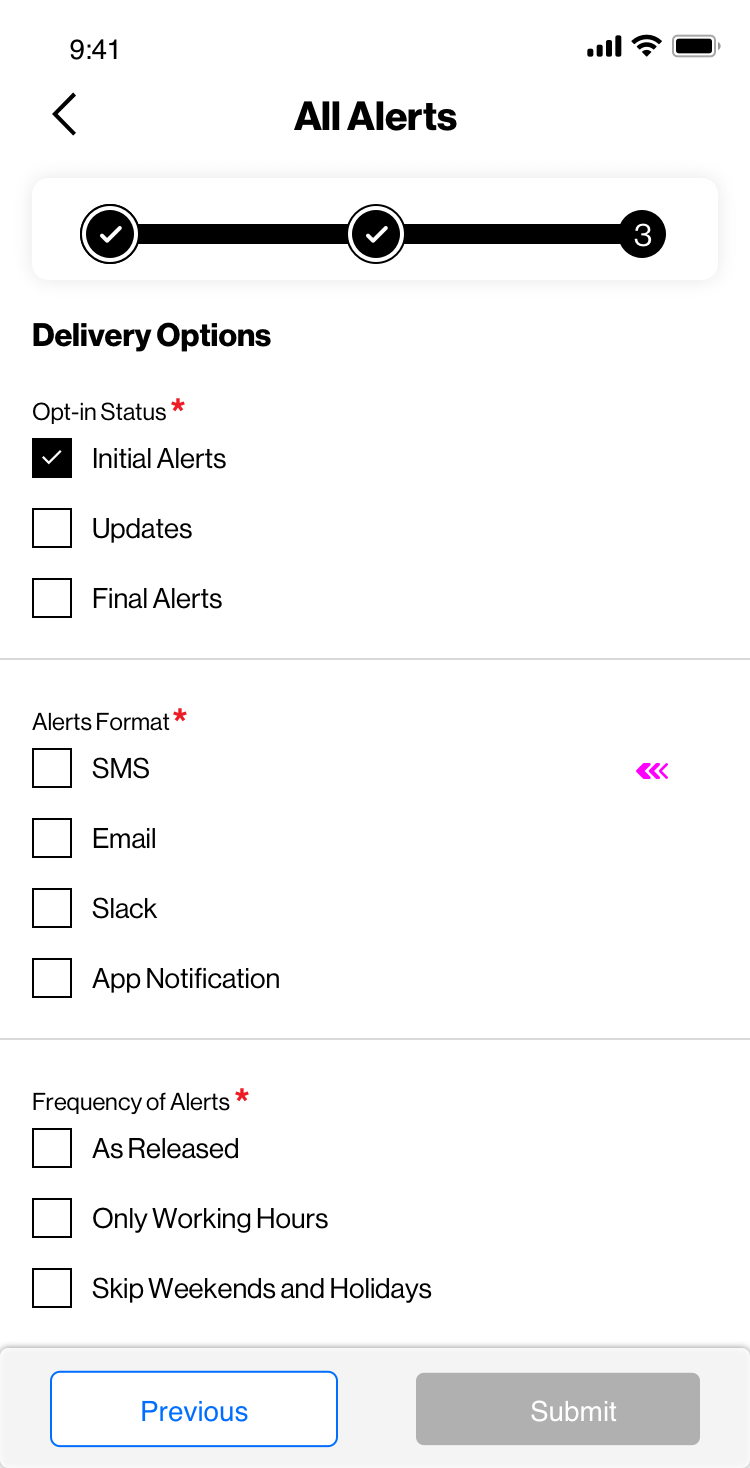 9:41
All Alerts
3
Delivery Options
Opt-in Status *
Initial Alerts
Updates
Final Alerts
Alerts Format *
SMS
Email
Slack
App Notification
Frequency of Alerts *
As Released
Only Working Hours
Skip Weekends and Holidays
Previous
Submit